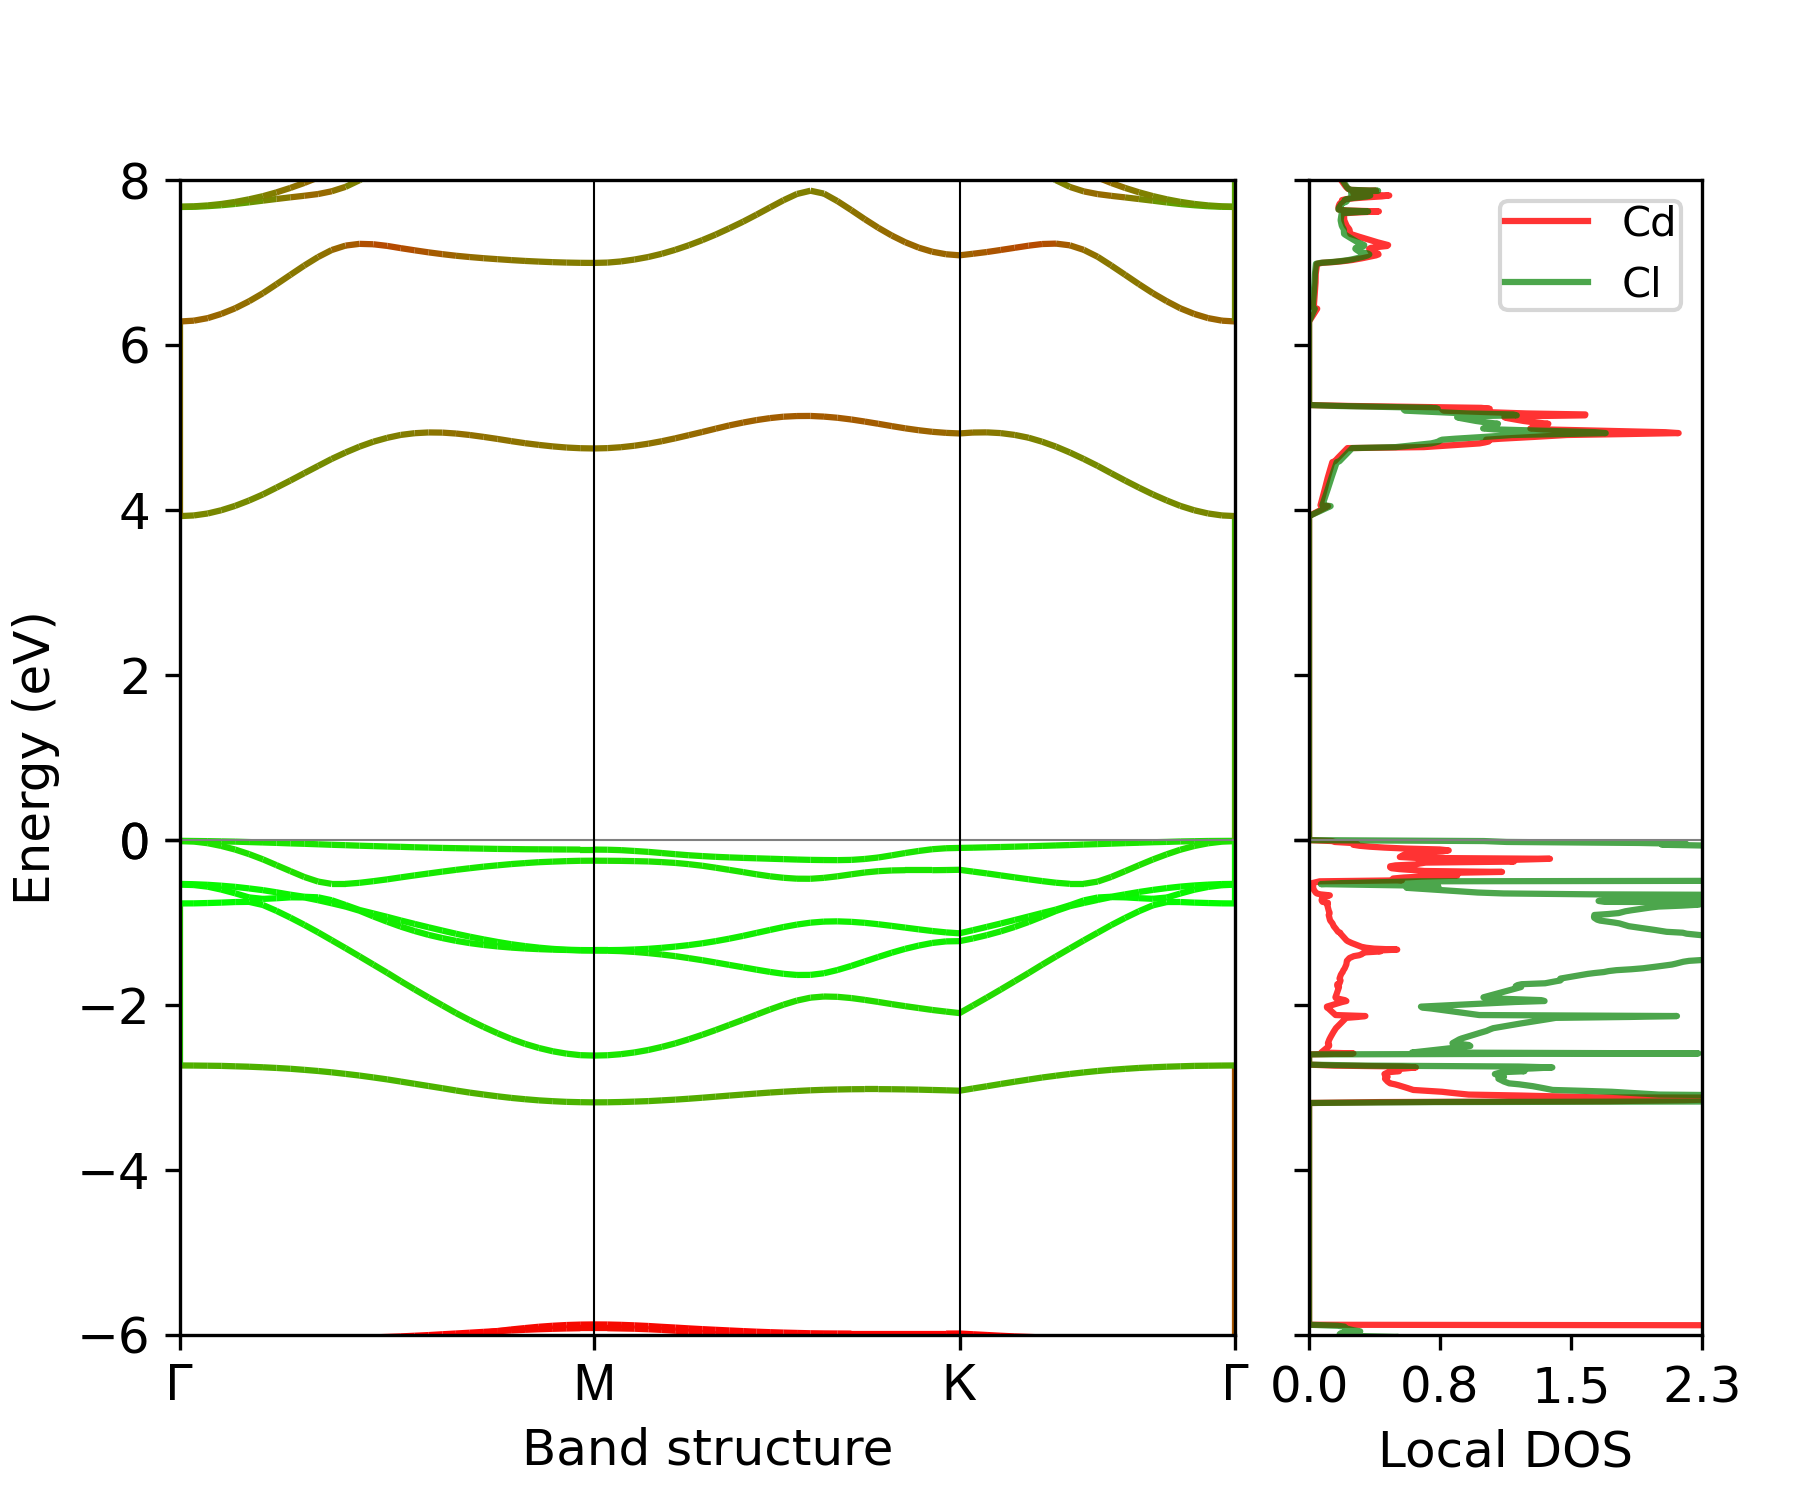 8
6
4
2
0
−2
−4
−6
Energy (eV)
Γ M K Γ
Band structure
Cd
Cl
0.0 0.8 1.5 2.3
Local DOS